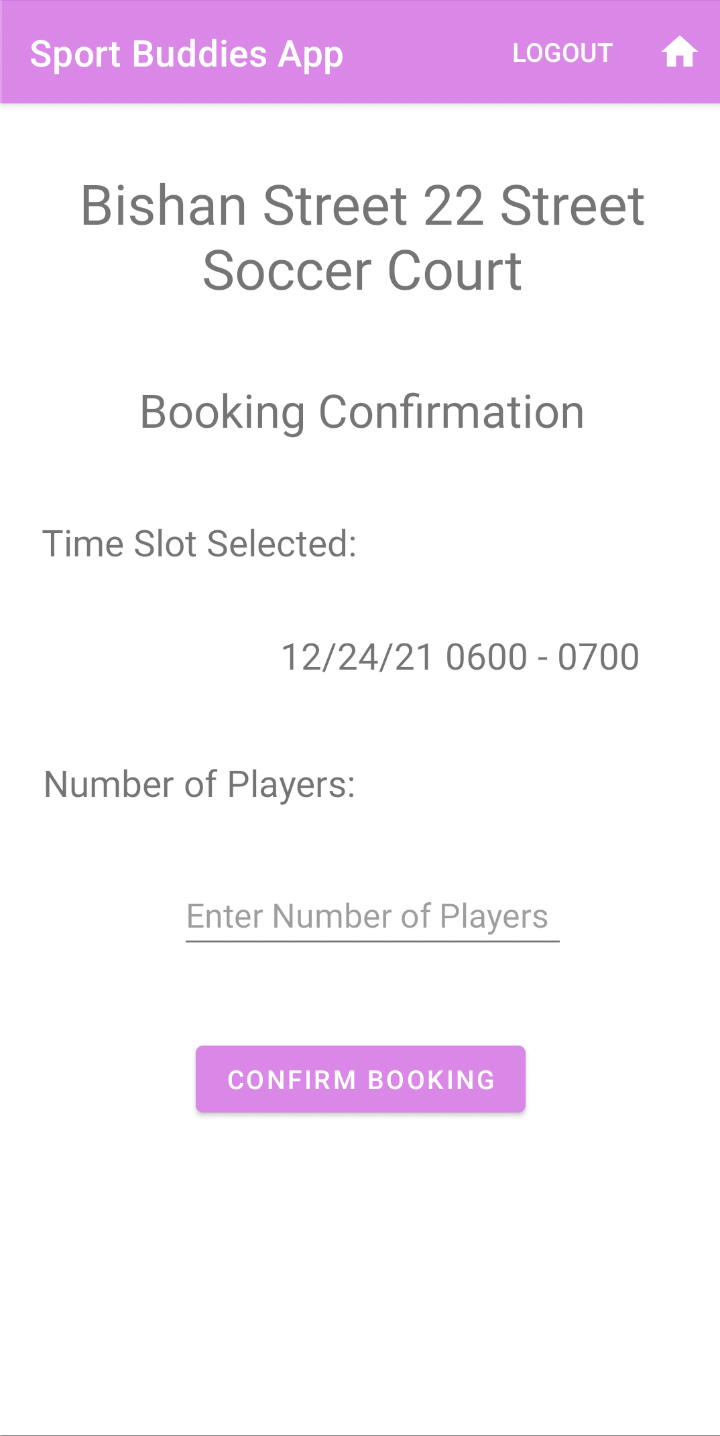 Sport Buddies App LOGOUT
Bishan Street 22 Street
Soccer Court
Booking Confirmation
Time Slot Selected:
12/24/21 0600 - 0700
Number of Players:
Enter Number of Players
CONFIRM BOOKING